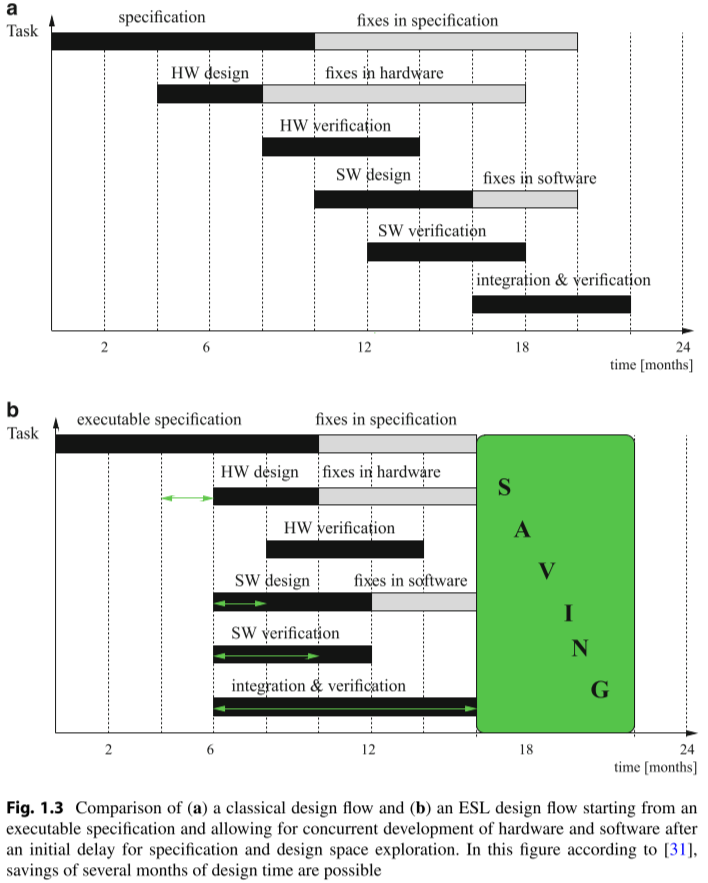 a
Task
specification
fixes in specification
HW design
fixes in hardware
HW verification
SW design
fixes in software
SW verification
integration & verification
2 6 12 18 24
time [months]
b
Task
executable specification
fixes in specification
HW design
fixes in hardware
HW verification
SW design
fixes in software
SW verification
integration & verification
S
A
V
I
N
G
2 6 12 18 24
time [months]
Fig. 1.3 Comparison of (a) a classical design flow and (b) an ESL design flow starting from an
executable specification and allowing for concurrent development of hardware and software after
an initial delay for specification and design space exploration. In this figure according to [31],
savings of several months of design time are possible